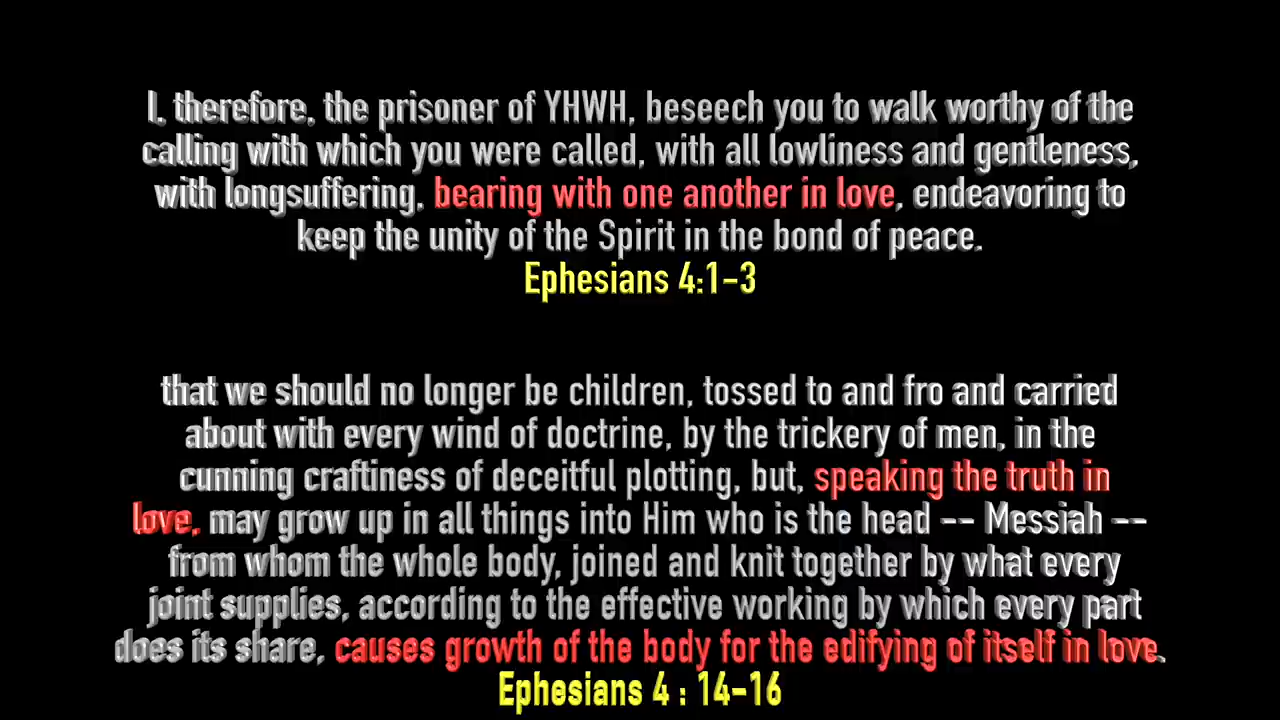 I, therefore, the prisoner of YHWH, beseech you to walk worthy of the
calling with which you were called, with all lowliness and gentleness,
with longsuffering, bearing with one another in love, endeavoring to
keep the unity of the Spirit in the bond of peace.
Ephesians 4:1-3
that we should no longer be children, tossed to and fro and carried
about with every wind of doctrine, by the trickery of men, in the
cunning craftiness of deceitful plotting, but, speaking the truth in
love, may grow up in all things into Him who is the head -- Messiah --
from whom the whole body, joined and knit together by what every
joint supplies, according to the effective working by which every part
does its share, causes growth of the body for the edifying of itself in love.
Ephesians 4 : 14-16